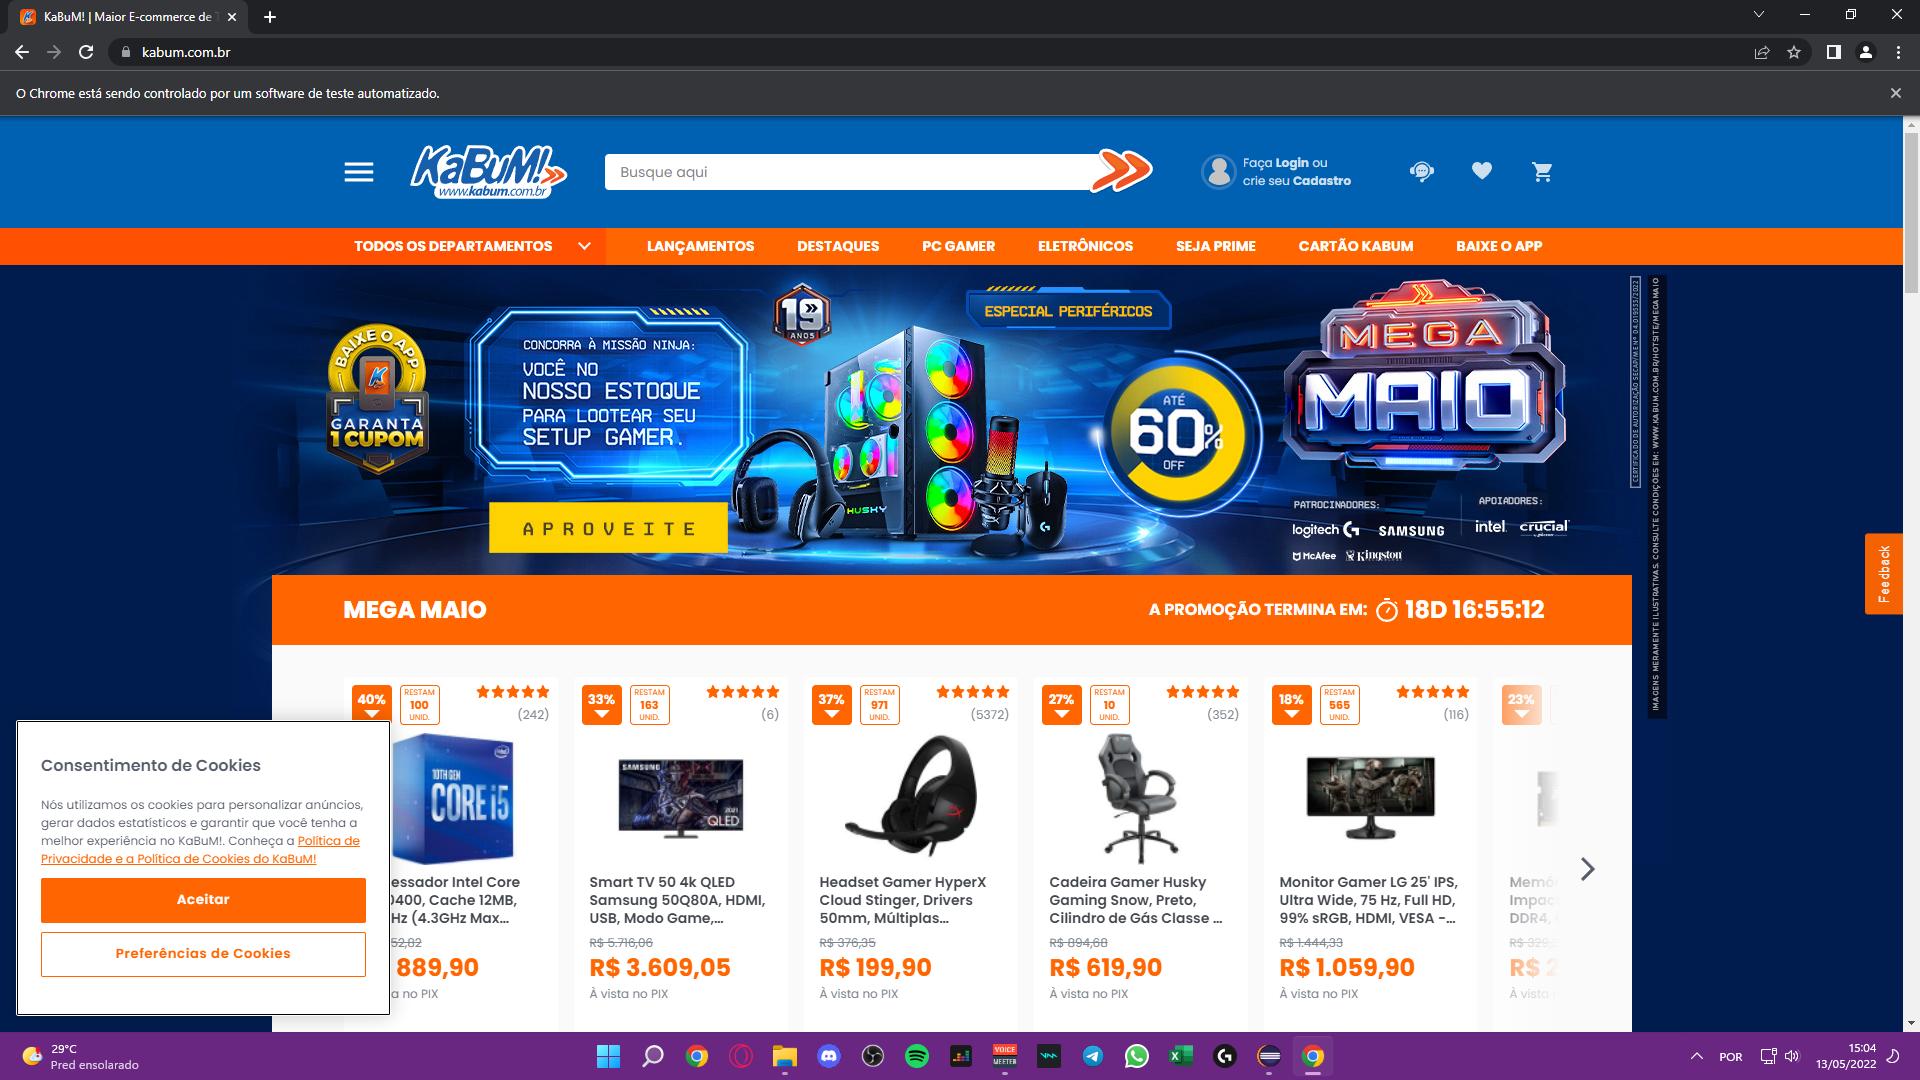 KaBuM! | Maior E-commerce de T
kabum.com.br
O Chrome está sendo controlado por um software de teste automatizado.
KaBuM!
www.kabum.com.br
Busque aqui
Faça Login ou
crie seu Cadastro
TODOS OS DEPARTAMENTOS
LANÇAMENTOS
DESTAQUES
PC GAMER
ELETRÔNICOS
SEJA PRIME
CARTÃO KABUM
BAIXE O APP
BAIXE O APP
GARANTA
1 CUPOM
CONCORRA À MISSÃO NINJA:
VOCÊ NO
NOSSO ESTOQUE
PARA LOOTEAR SEU
SETUP GAMER.
APROVEITE
19
ANOS
HUSKY
ESPECIAL PERIFÉRICOS
ATÉ
60%
OFF
MEGA
MAIO
PATROCINADORES:
logitech G
SAMSUNG
McAfee
Kingston
APOIADORES:
intel.
crucial
CERTIFICADO DE AUTORIZAÇÃO SECAP/ME Nº 04.019555/2022
IMAGENS MERAMENTE ILUSTRATIVAS. CONSULTE CONDIÇÕES EM: WWW.KABUM.COM.BR/HOTSITE/MEGAMAIO
Feedback
MEGA MAIO
A PROMOÇÃO TERMINA EM:
18D 16:55:12
40%
RESTAM
100
UNID.
(242)
33%
RESTAM
163
UNID.
(6)
37%
RESTAM
971
UNID.
(5372)
27%
RESTAM
10
UNID.
(352)
18%
RESTAM
565
UNID.
(116)
23%
intel
10TH GEN
CORE i5
SAMSUNG
2021
QLED
essador Intel Core
0400, Cache 12MB,
Hz (4.3GHz Max...
52,82
889,90
a no PIX
Smart TV 50 4k QLED
Samsung 50Q80A, HDMI,
USB, Modo Game,...
R$ 5.716,06
R$ 3.609,05
À vista no PIX
Headset Gamer HyperX
Cloud Stinger, Drivers
50mm, Múltiplas...
R$ 376,35
R$ 199,90
À vista no PIX
Cadeira Gamer Husky
Gaming Snow, Preto,
Cilindro de Gás Classe ...
R$ 894,68
R$ 619,90
À vista no PIX
Monitor Gamer LG 25' IPS,
Ultra Wide, 75 Hz, Full HD,
99% sRGB, HDMI, VESA -...
R$ 1.444,33
R$ 1.059,90
À vista no PIX
Memó
Impac
DDR4,
R$ 329,
R$ 2
À vista
Consentimento de Cookies
Nós utilizamos os cookies para personalizar anúncios,
gerar dados estatísticos e garantir que você tenha a
melhor experiência no KaBuM!. Conheça a Política de
Privacidade e a Política de Cookies do KaBuM!
Aceitar
Preferências de Cookies
29°C
Pred ensolarado
VOICE
MEETER
POR
15:04
13/05/2022